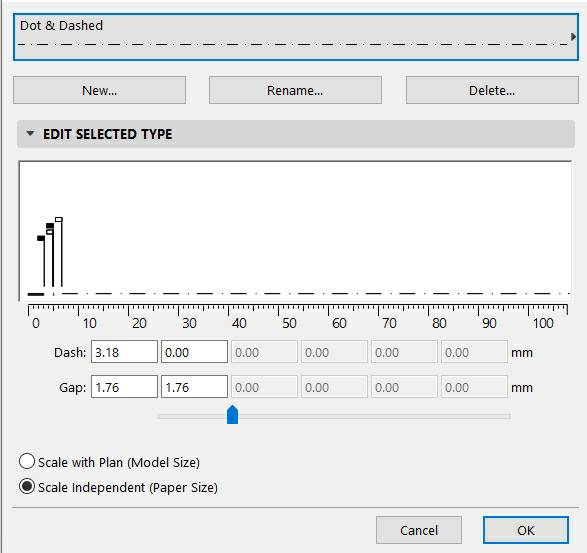 Dot & Dashed
New... Rename... Delete...
EDIT SELECTED TYPE
0 10 20 30 40 50 60 70 80 90 100
Dash: 3.18 0.00 0.00 0.00 0.00 0.00 mm
Gap: 1.76 1.76 0.00 0.00 0.00 0.00 mm
Scale with Plan (Model Size)
Scale Independent (Paper Size)
Cancel OK